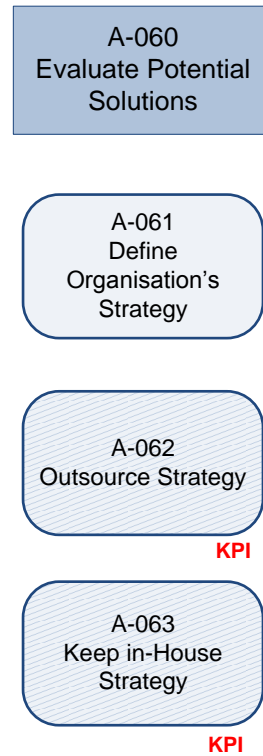 A-060
Evaluate Potential
Solutions
A-061
Define
Organisation’s
Strategy
A-062
Outsource Strategy
KPI
A-063
Keep in-House
Strategy
KPI